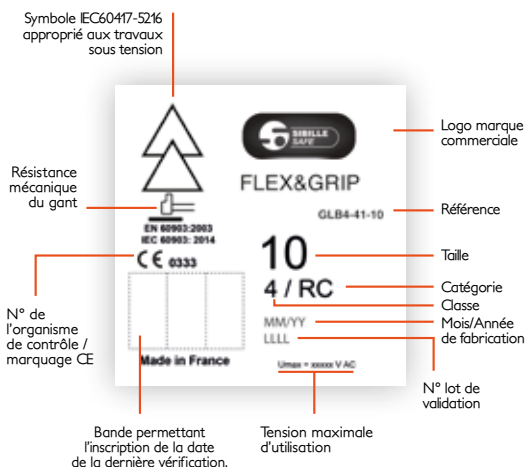 Symbole IEC60417-5216
approprié aux travaux
sous tension
Logo marque
commerciale
Résistance
mécanique
du gant
Référence
Taille
Catégorie
Classe
Mois/Année
de fabrication
N° lot de
validation
N° de
l'organisme
de contrôle /
marquage CE
Bande permettant
l'inscription de la date
de la dernière vérification.
Tension maximale
d'utilisation
SIBILLE
SAFE
FLEX&GRIP
GLB4-41-10
EN 60903:2003
IEC 60903: 2014
CE 0333
10
4 / RC
MM/YY
LLLL
Made in France
Umax = xxxxx V AC